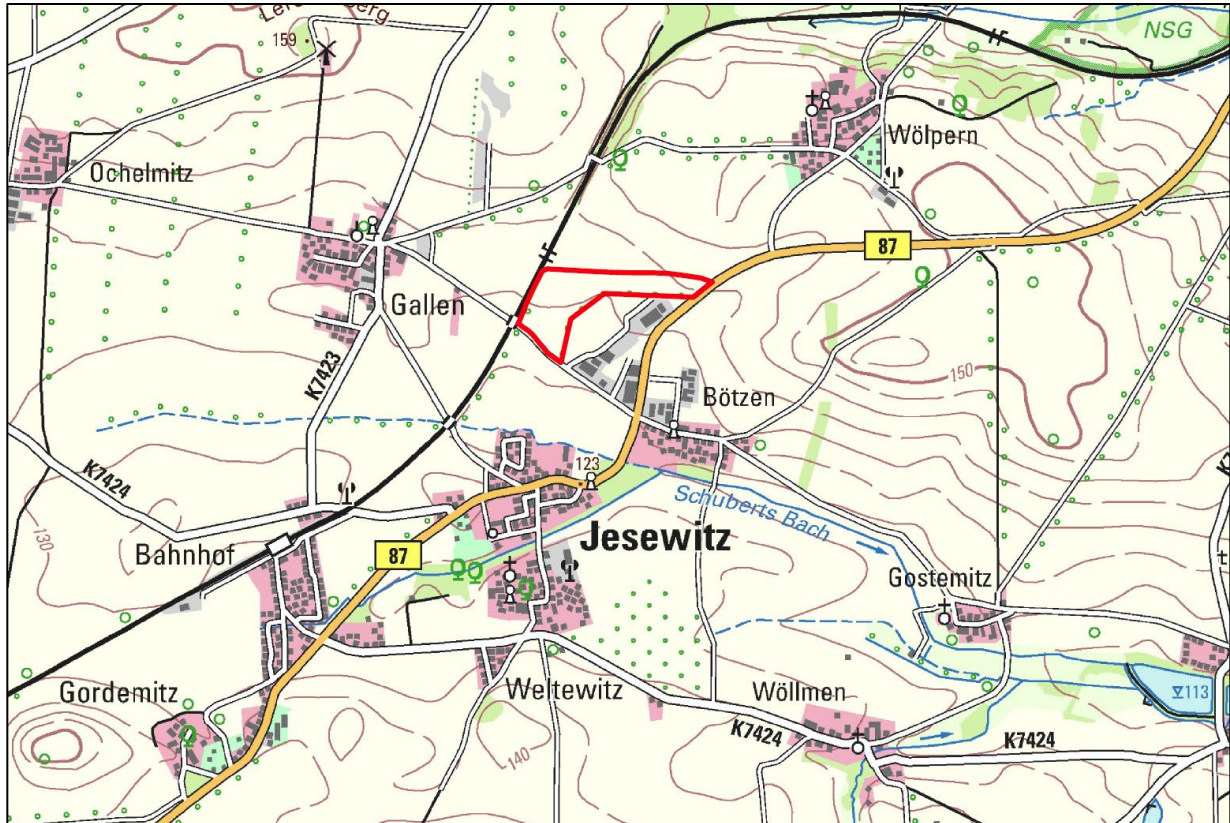 159
NSG
Wölpern
Ochelmitz
87
Gallen
K7423
150
Bötzen
K7424
123
Schuberts Bach
130
Bahnhof
87
Jesewitz
Gostemitz
Gordemitz
Weltewitz
Wöllmen
113
K7424
K7424
140